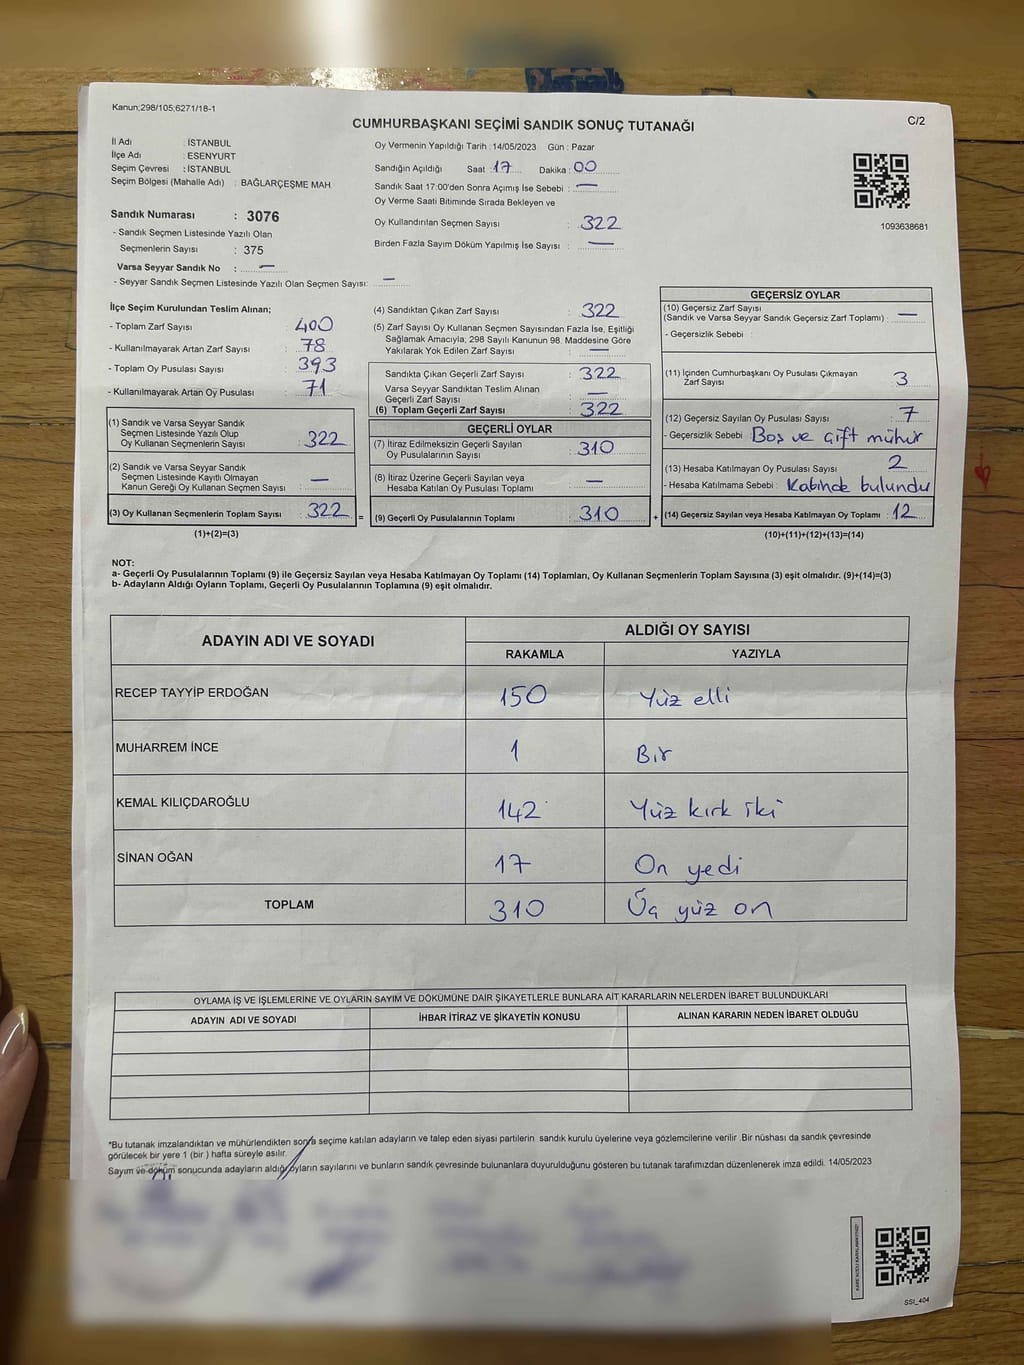 Kanun;298/105;6271/18-1
C/2
CUMHURBAŞKANI SEÇİMİ SANDIK SONUÇ TUTANAĞI
İl Adı : İSTANBUL
İlçe Adı : ESENYURT
Seçim Çevresi : İSTANBUL
Seçim Bölgesi (Mahalle Adı) : BAĞLARÇEŞME MAH
Sandık Numarası : 3076
- Sandık Seçmen Listesinde Yazılı Olan
Seçmenlerin Sayısı : 375
Varsa Seyyar Sandık No : —
- Seyyar Sandık Seçmen Listesinde Yazılı Olan Seçmen Sayısı: —
Oy Vermenin Yapıldığı Tarih : 14/05/2023 Gün : Pazar
Sandığın Açıldığı Saat : 17 Dakika : 00
Sandık Saat 17:00'den Sonra Açımış İse Sebebi : —
Oy Verme Saati Bitiminde Sırada Bekleyen ve
Oy Kullandırılan Seçmen Sayısı : 322
Birden Fazla Sayım Döküm Yapılmış İse Sayısı : —
1093638681
İlçe Seçim Kurulundan Teslim Alınan;
- Toplam Zarf Sayısı : 400
- Kullanılmayarak Artan Zarf Sayısı : 78
- Toplam Oy Pusulası Sayısı : 393
- Kullanılmayarak Artan Oy Pusulası : 71
(1) Sandık ve Varsa Seyyar Sandık
Seçmen Listesinde Yazılı Olup
Oy Kullanan Seçmenlerin Sayısı : 322
(2) Sandık ve Varsa Seyyar Sandık
Seçmen Listesinde Kayıtlı Olmayan
Kanun Gereği Oy Kullanan Seçmen Sayısı : —
(3) Oy Kullanan Seçmenlerin Toplam Sayısı : 322 =
(1)+(2)=(3)
(4) Sandıktan Çıkan Zarf Sayısı : 322
(5) Zarf Sayısı Oy Kullanan Seçmen Sayısından Fazla İse, Eşitliği
Sağlamak Amacıyla; 298 Sayılı Kanunun 98. Maddesine Göre
Yakılarak Yok Edilen Zarf Sayısı : —
Sandıkta Çıkan Geçerli Zarf Sayısı : 322
Varsa Seyyar Sandıktan Teslim Alınan
Geçerli Zarf Sayısı : —
(6) Toplam Geçerli Zarf Sayısı : 322
GEÇERLİ OYLAR
(7) İtiraz Edilmeksizin Geçerli Sayılan
Oy Pusulalarının Sayısı : 310
(8) İtiraz Üzerine Geçerli Sayılan veya
Hesaba Katılan Oy Pusulası Toplamı : —
(9) Geçerli Oy Pusulalarının Toplamı : 310 +
GEÇERSİZ OYLAR
(10) Geçersiz Zarf Sayısı
(Sandık ve Varsa Seyyar Sandık Geçersiz Zarf Toplamı) : —
- Geçersizlik Sebebi :
(11) İçinden Cumhurbaşkanı Oy Pusulası Çıkmayan
Zarf Sayısı : 3
(12) Geçersiz Sayılan Oy Pusulası Sayısı : 7
- Geçersizlik Sebebi : Boş ve çift mühür
(13) Hesaba Katılmayan Oy Pusulası Sayısı : 2
- Hesaba Katılmama Sebebi : Kabinde bulundu
(14) Geçersiz Sayılan veya Hesaba Katılmayan Oy Toplamı : 12
(10)+(11)+(12)+(13)=(14)
NOT:
a- Geçerli Oy Pusulalarının Toplamı (9) ile Geçersiz Sayılan veya Hesaba Katılmayan Oy Toplamı (14) Toplamları, Oy Kullanan Seçmenlerin Toplam Sayısına (3) eşit olmalıdır. (9)+(14)=(3)
b- Adayların Aldığı Oyların Toplamı, Geçerli Oy Pusulalarının Toplamına (9) eşit olmalıdır.
ADAYIN ADI VE SOYADI
ALDIĞI OY SAYISI
RAKAMLA YAZIYLA
RECEP TAYYİP ERDOĞAN 150 Yüz elli
MUHARREM İNCE 1 Bir
KEMAL KILIÇDAROĞLU 142 Yüz kırk iki
SİNAN OĞAN 17 On yedi
TOPLAM 310 Üç yüz on
OYLAMA İŞ VE İŞLEMLERİNE VE OYLARIN SAYIM VE DÖKÜMÜNE DAİR ŞİKAYETLERLE BUNLARA AİT KARARLARIN NELERDEN İBARET BULUNDUKLARI
ADAYIN ADI VE SOYADI İHBAR İTİRAZ VE ŞİKAYETİN KONUSU ALINAN KARARIN NEDEN İBARET OLDUĞU
*Bu tutanak imzalandıktan ve mühürlendikten sonra seçime katılan adayların ve talep eden siyasi partilerin sandık kurulu üyelerine veya gözlemcilerine verilir .Bir nüshası da sandık çevresinde
görülecek bir yere 1 (bir ) hafta süreyle asılır.
Sayım ve döküm sonucunda adayların aldığı oyların sayılarını ve bunların sandık çevresinde bulunanlara duyurulduğunu gösteren bu tutanak tarafımızdan düzenlenerek imza edildi. 14/05/2023
SSİ_404